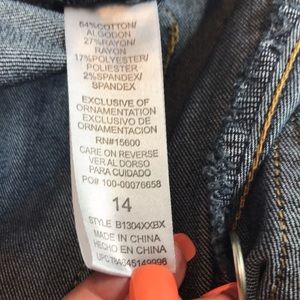 54%COTTON/
ALGODON
27%RAYON/
RAYON
17%POLYESTER/
POLIESTER
2%SPANDEX/
SPANDEX
EXCLUSIVE OF
ORNAMENTATION
EXCLUSIVO DE
ORNAMENTACION
RN#15600
CARE ON REVERSE
VER AL DORSO
PARA CUIDADO
PO# 100-00076658
14
STYLE B1304XXBX
MADE IN CHINA
HECHO EN CHINA